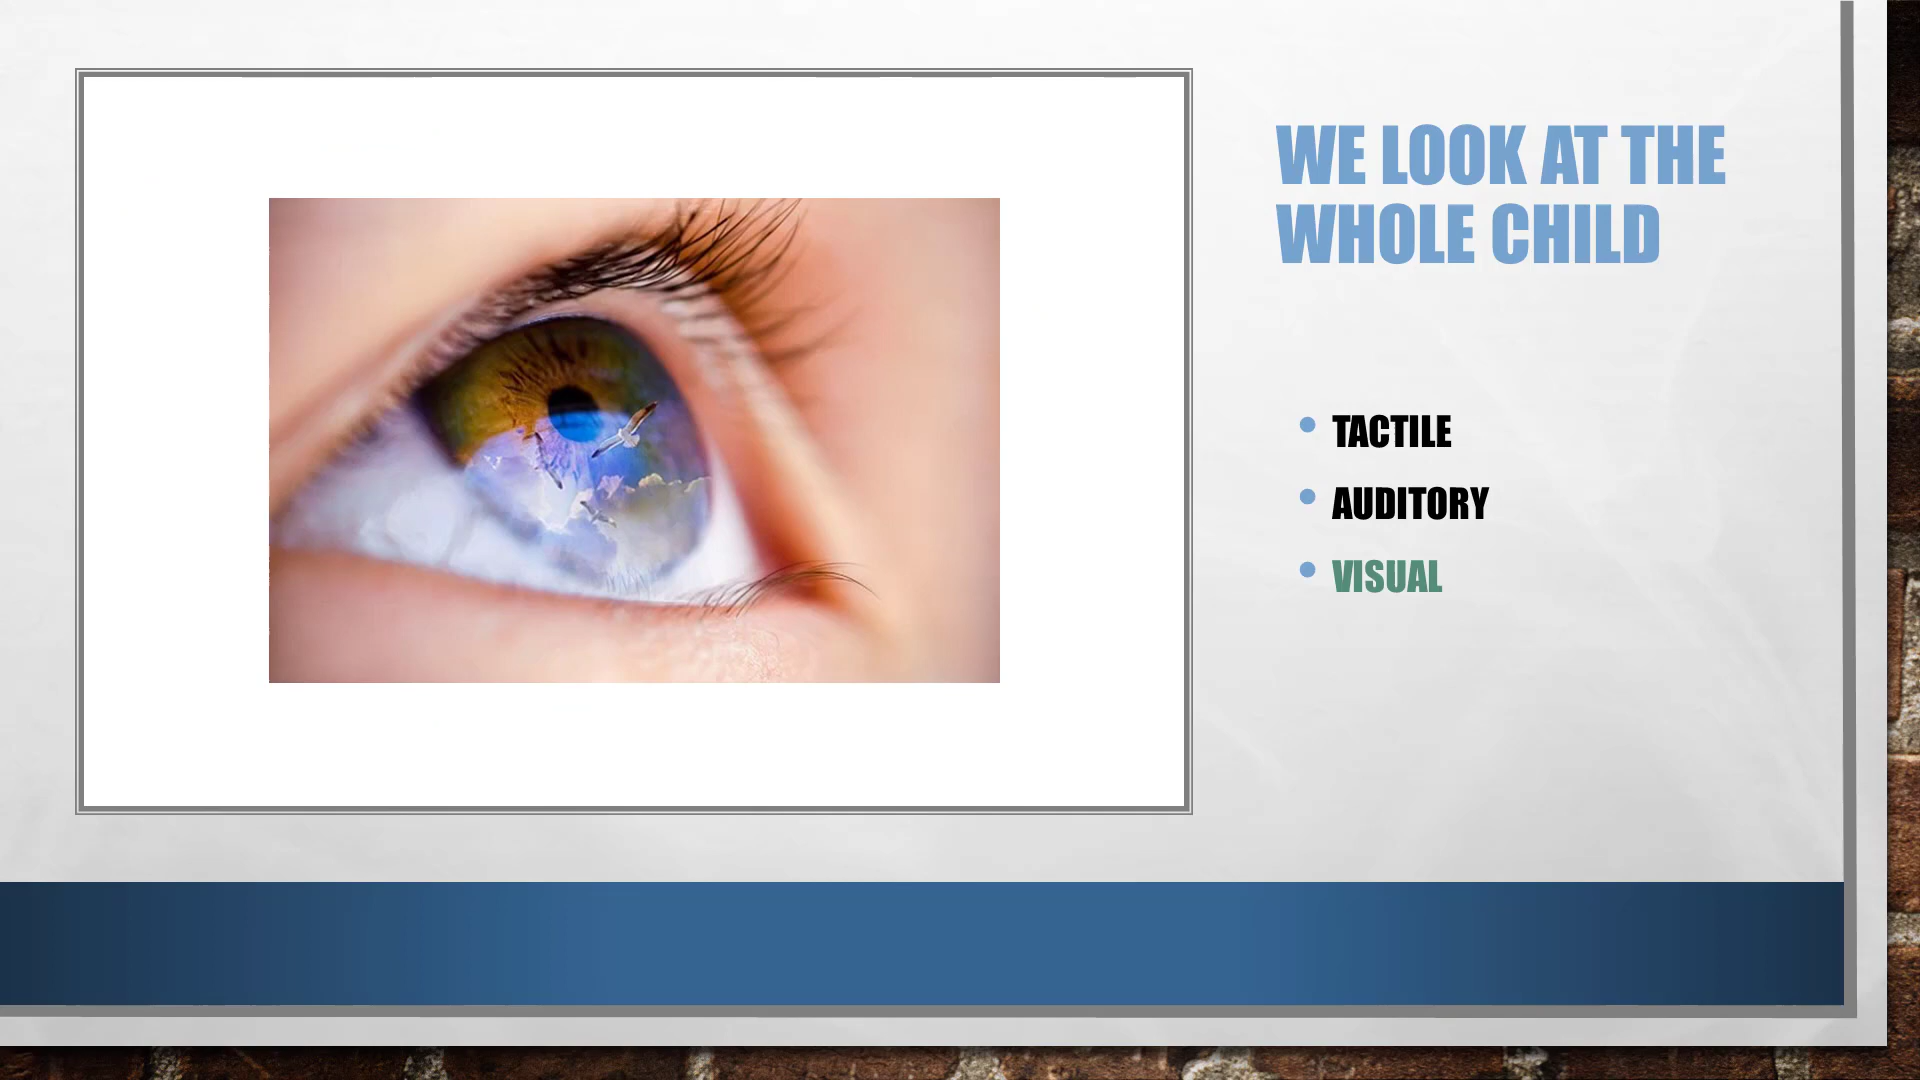 WE LOOK AT THE
WHOLE CHILD
TACTILE
AUDITORY
VISUAL